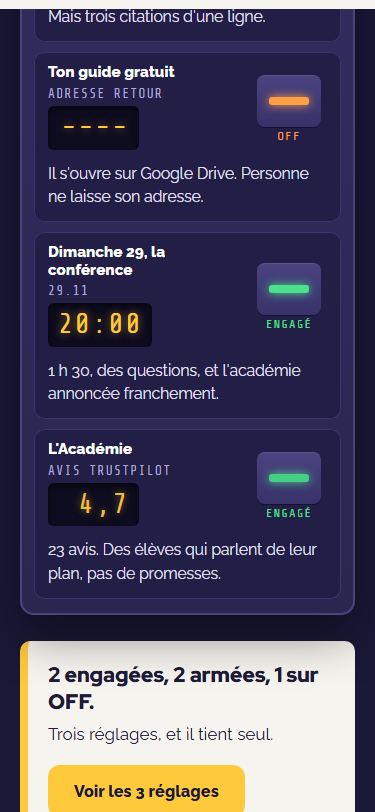 Mais trois citations d'une ligne.
Ton guide gratuit
ADRESSE RETOUR
----
OFF
Il s'ouvre sur Google Drive. Personne
ne laisse son adresse.
Dimanche 29, la
conférence
29.11
20:00
ENGAGÉ
1 h 30, des questions, et l'académie
annoncée franchement.
L'Académie
AVIS TRUSTPILOT
4,7
ENGAGÉ
23 avis. Des élèves qui parlent de leur
plan, pas de promesses.
2 engagées, 2 armées, 1 sur
OFF.
Trois réglages, et il tient seul.
Voir les 3 réglages